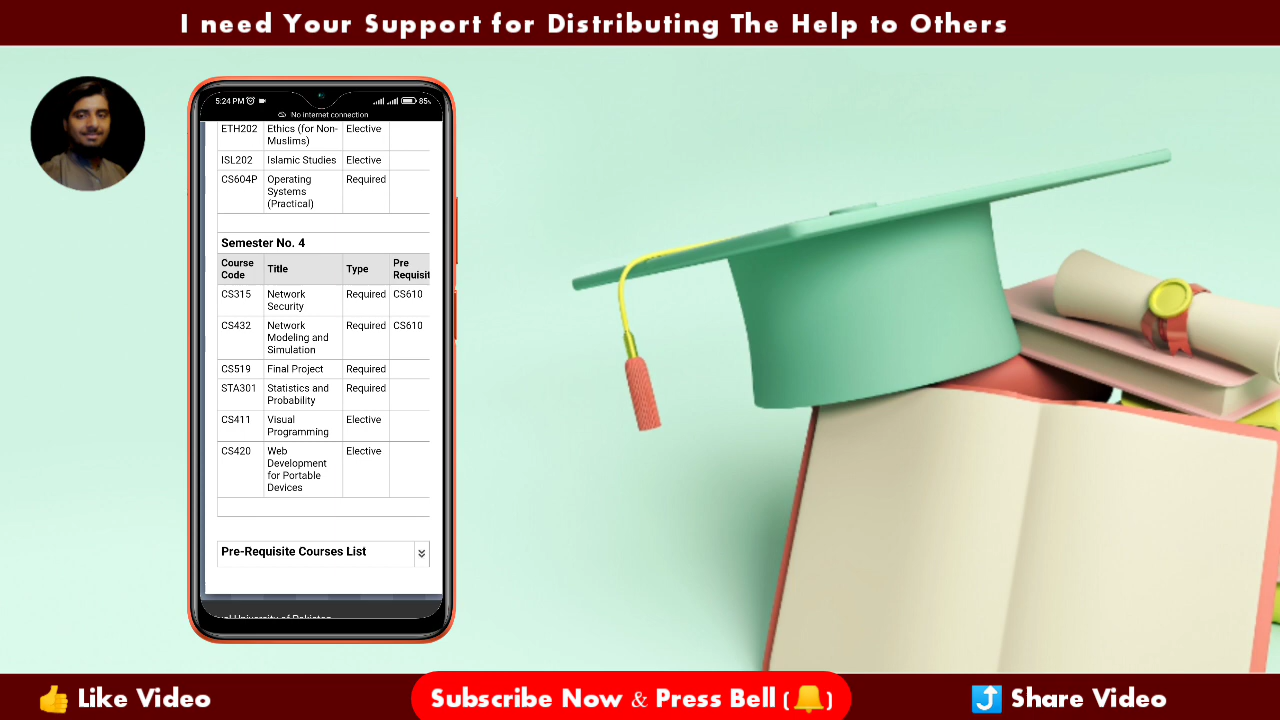 I need Your Support for Distributing The Help to Others
5:24 PM
85%
No internet connection
ETH202 Ethics (for Non- Elective
Muslims)
ISL202 Islamic Studies Elective
CS604P Operating Required
Systems
(Practical)
Semester No. 4
Course Title Type Pre
Code Requisit
CS315 Network Required CS610
Security
CS432 Network Required CS610
Modeling and
Simulation
CS519 Final Project Required
STA301 Statistics and Required
Probability
CS411 Visual Elective
Programming
CS420 Web Elective
Development
for Portable
Devices
Pre-Requisite Courses List
ual University of Pakistan
👍 Like Video
Subscribe Now & Press Bell (🔔)
⤴ Share Video